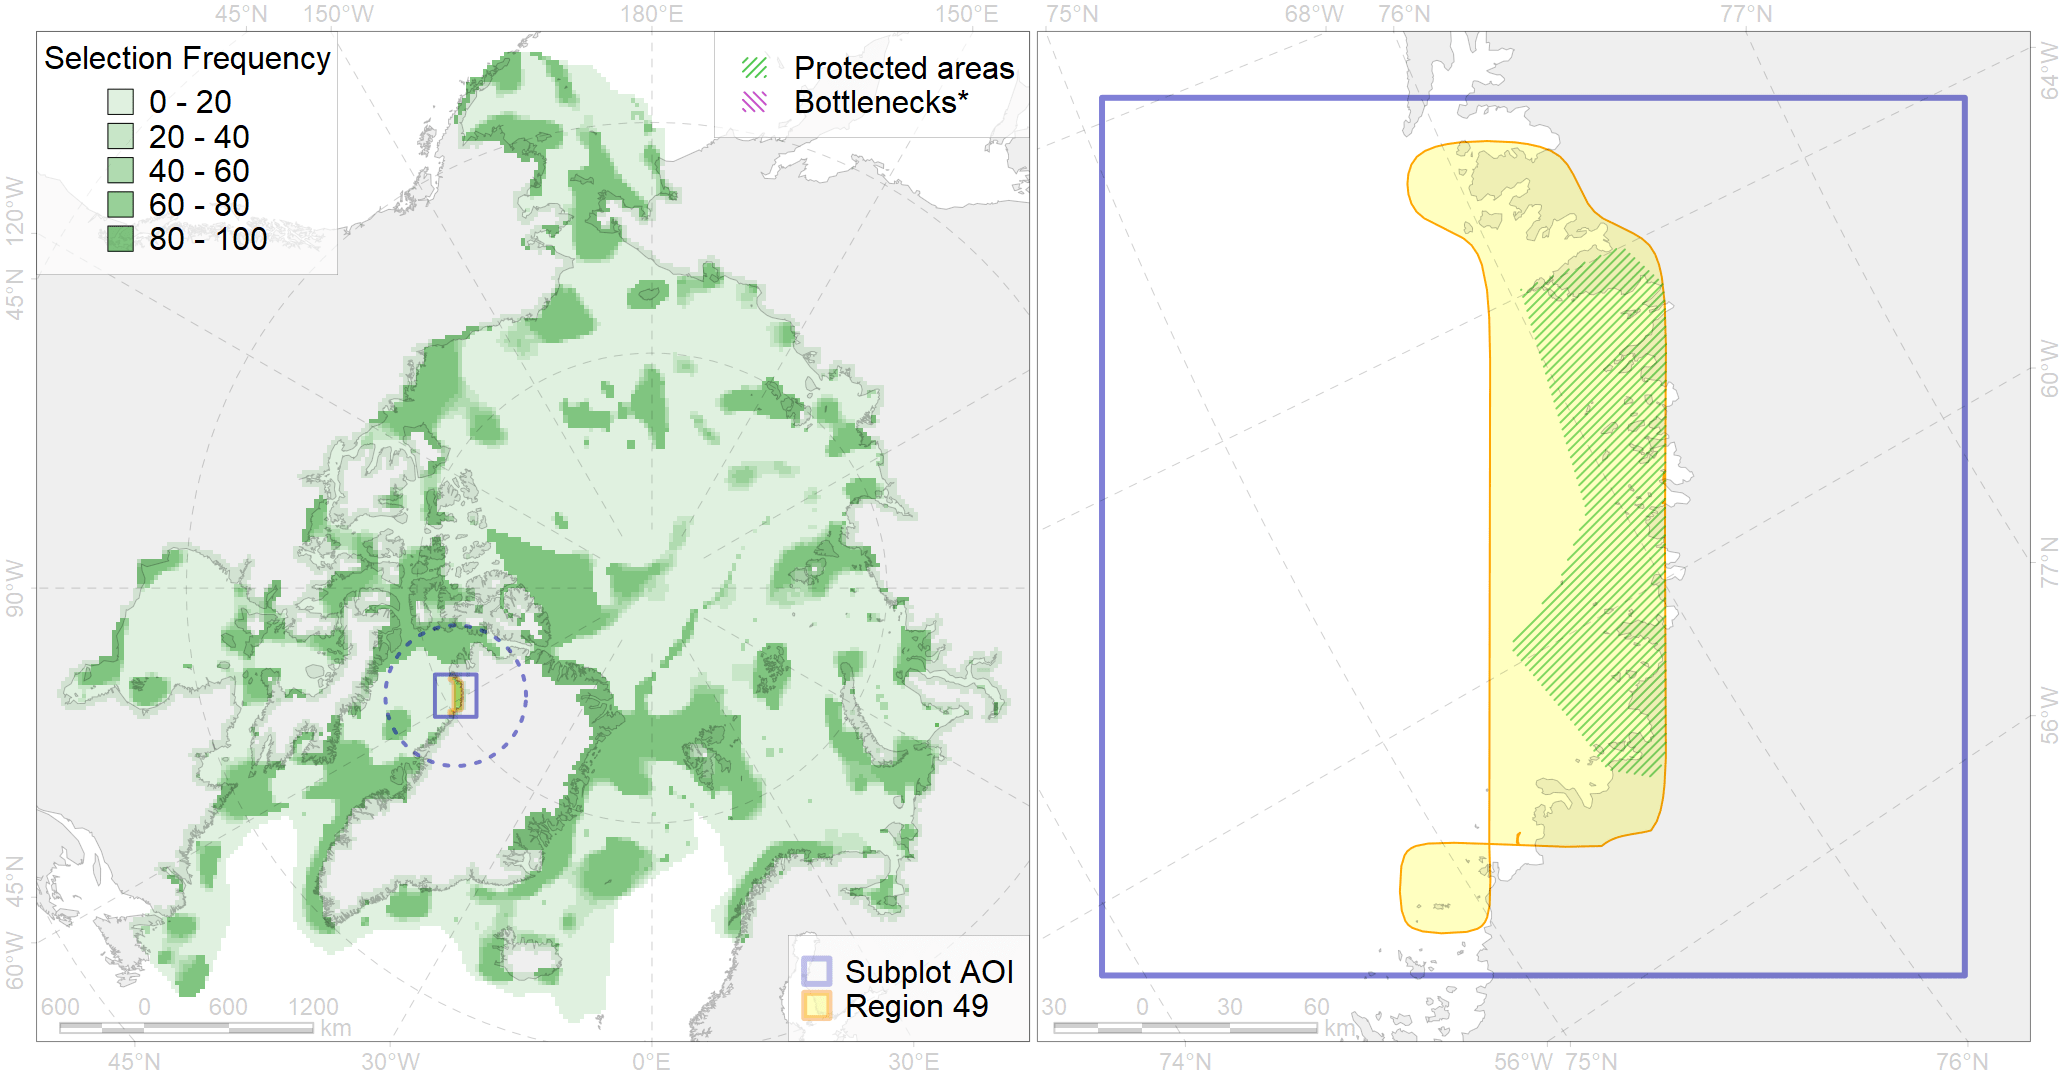 45°N 150°W 180°E 150°E 75°N 68°W 76°N 77°N
Selection Frequency
0 - 20
20 - 40
40 - 60
60 - 80
80 - 100
Protected areas
Bottlenecks*
120°W
45°N
90°W
45°N
60°W
64°W
60°W
77°N
56°W
Subplot AOI
Region 49
600 0 600 1200
km
30 0 30 60
km
45°N 30°W 0°E 30°E 74°N 56°W 75°N 76°N